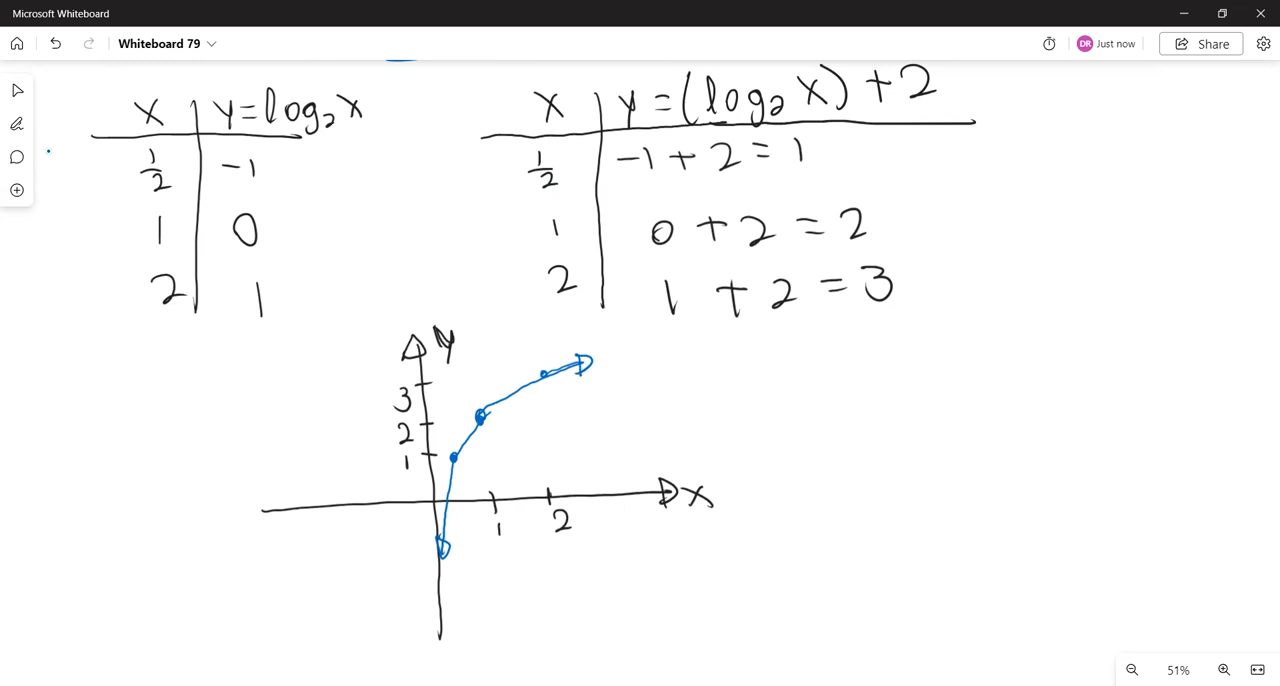 Microsoft Whiteboard
Whiteboard 79
DR Just now
Share
x | y = log₂ x
1/2 | -1
1 | 0
2 | 1
x | y = (log₂ x) + 2
1/2 | -1 + 2 = 1
1 | 0 + 2 = 2
2 | 1 + 2 = 3
y
3
2
1
x
1
2
51%